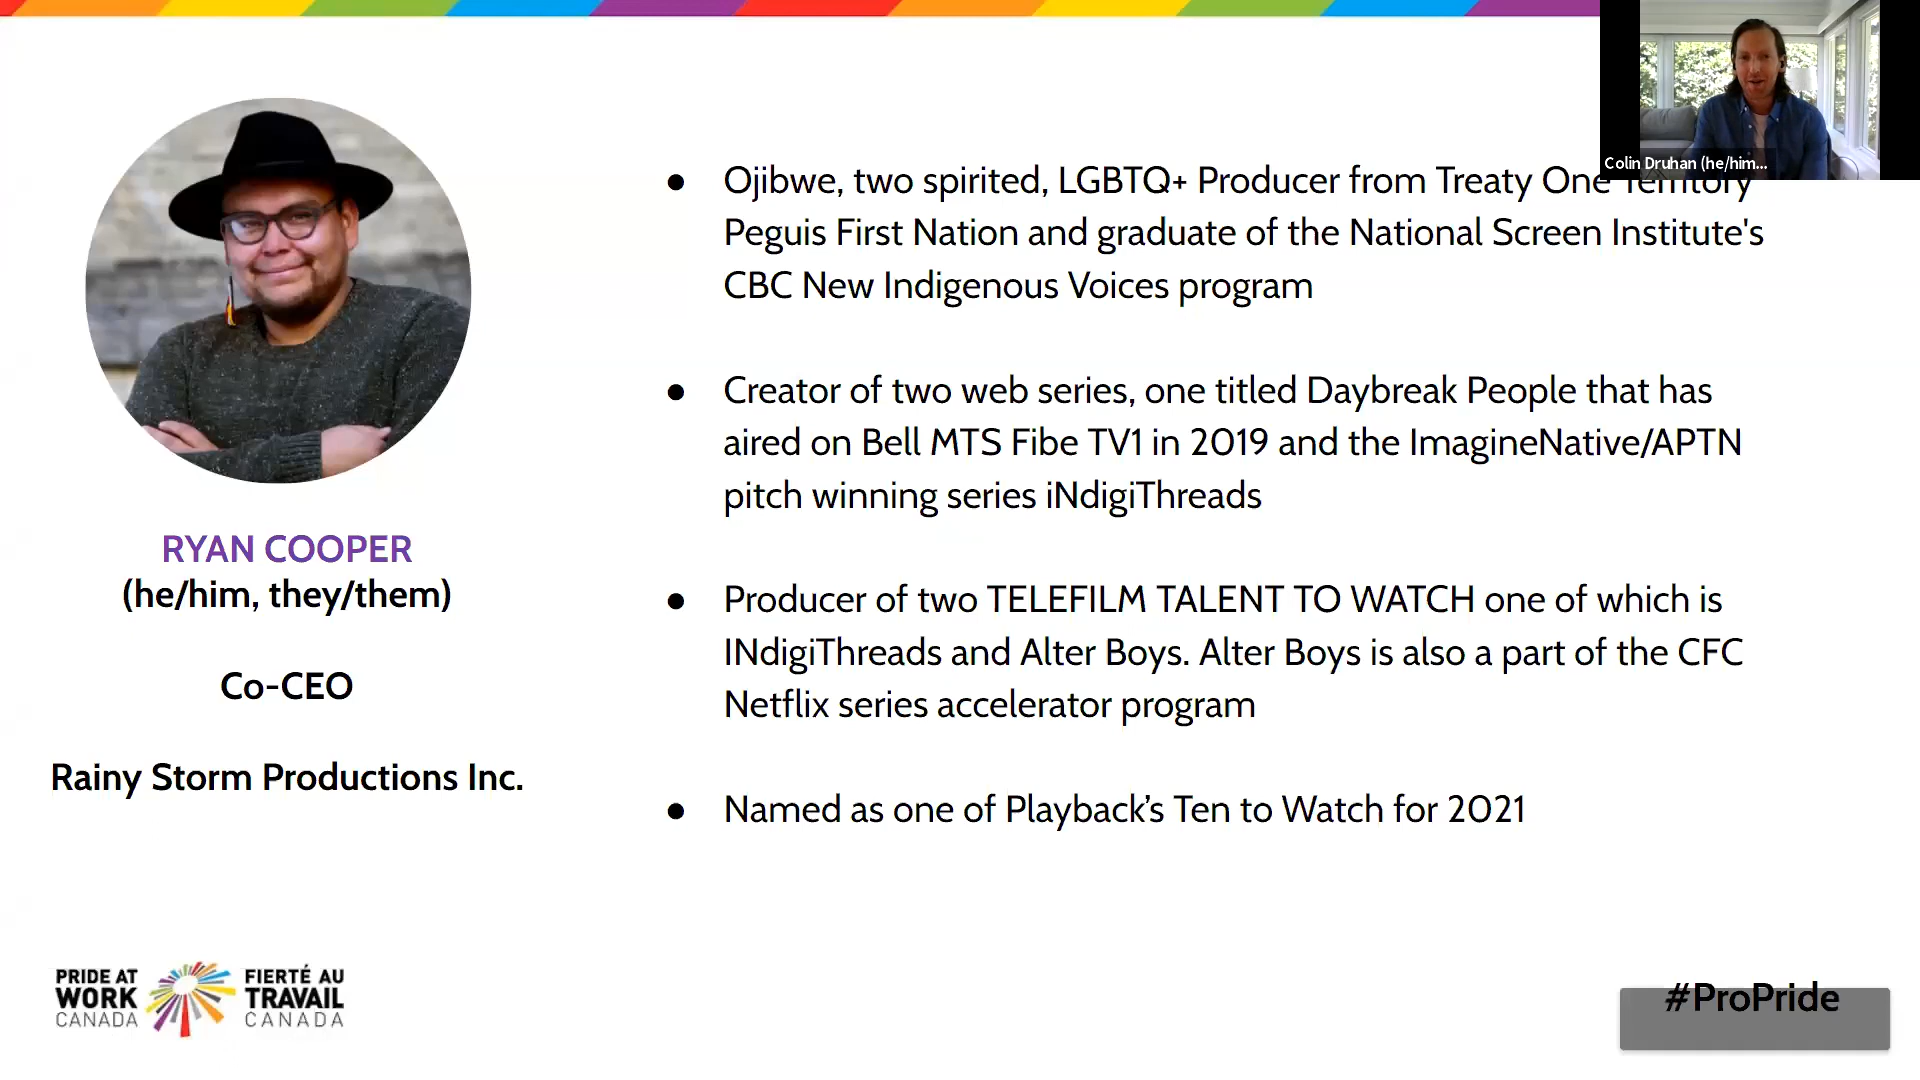 Colin Druhan (he/him...
Ojibwe, two spirited, LGBTQ+ Producer from Treaty One Territory
Peguis First Nation and graduate of the National Screen Institute's
CBC New Indigenous Voices program
Creator of two web series, one titled Daybreak People that has
aired on Bell MTS Fibe TV1 in 2019 and the ImagineNative/APTN
pitch winning series iNdigiThreads
Producer of two TELEFILM TALENT TO WATCH one of which is
INdigiThreads and Alter Boys. Alter Boys is also a part of the CFC
Netflix series accelerator program
Named as one of Playback’s Ten to Watch for 2021
RYAN COOPER
(he/him, they/them)
Co-CEO
Rainy Storm Productions Inc.
PRIDE AT
WORK
CANADA
FIERTÉ AU
TRAVAIL
CANADA
#ProPride